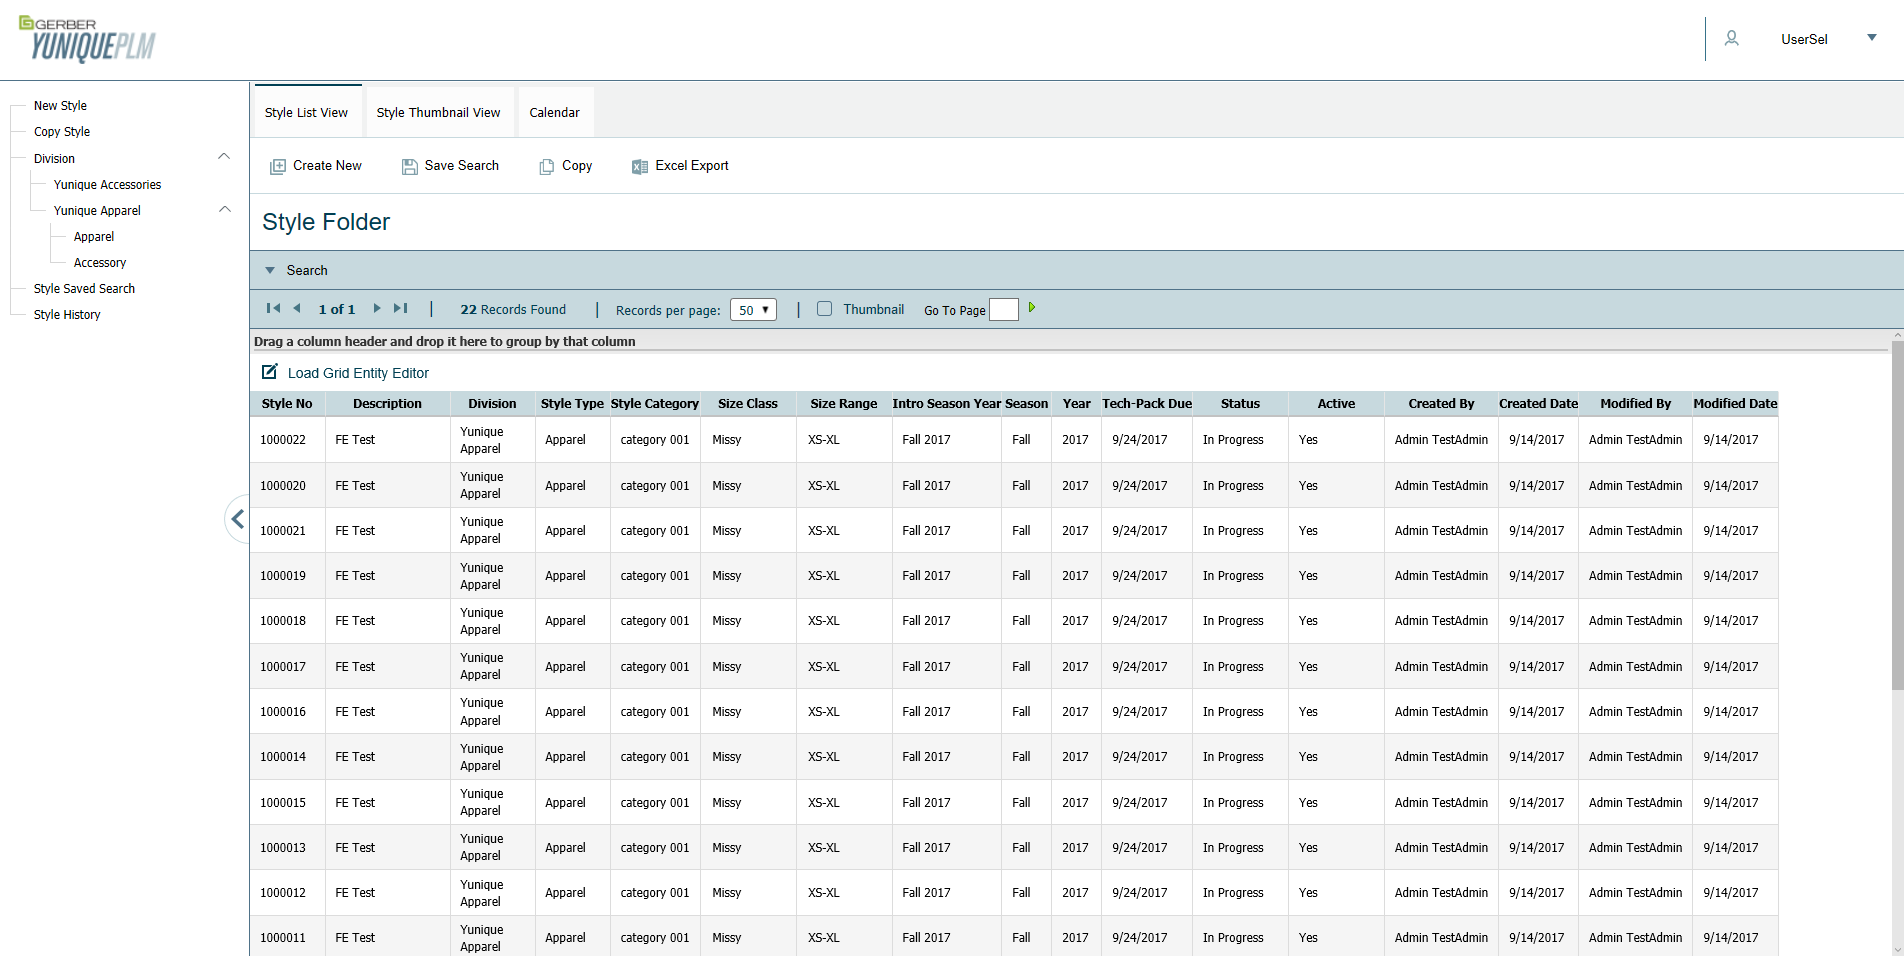 GERBER
YUNIQUEPLM
UserSel
New Style
Copy Style
Division
Yunique Accessories
Yunique Apparel
Apparel
Accessory
Style Saved Search
Style History
Style List View Style Thumbnail View Calendar
Create New Save Search Copy Excel Export
Style Folder
Search
1 of 1 | 22 Records Found | Records per page: 50 | Thumbnail Go To Page
Drag a column header and drop it here to group by that column
Load Grid Entity Editor
Style No Description Division Style Type Style Category Size Class Size Range Intro Season Year Season Year Tech-Pack Due Status Active Created By Created Date Modified By Modified Date
1000022 FE Test Yunique Apparel Apparel category 001 Missy XS-XL Fall 2017 Fall 2017 9/24/2017 In Progress Yes Admin TestAdmin 9/14/2017 Admin TestAdmin 9/14/2017
1000020 FE Test Yunique Apparel Apparel category 001 Missy XS-XL Fall 2017 Fall 2017 9/24/2017 In Progress Yes Admin TestAdmin 9/14/2017 Admin TestAdmin 9/14/2017
1000021 FE Test Yunique Apparel Apparel category 001 Missy XS-XL Fall 2017 Fall 2017 9/24/2017 In Progress Yes Admin TestAdmin 9/14/2017 Admin TestAdmin 9/14/2017
1000019 FE Test Yunique Apparel Apparel category 001 Missy XS-XL Fall 2017 Fall 2017 9/24/2017 In Progress Yes Admin TestAdmin 9/14/2017 Admin TestAdmin 9/14/2017
1000018 FE Test Yunique Apparel Apparel category 001 Missy XS-XL Fall 2017 Fall 2017 9/24/2017 In Progress Yes Admin TestAdmin 9/14/2017 Admin TestAdmin 9/14/2017
1000017 FE Test Yunique Apparel Apparel category 001 Missy XS-XL Fall 2017 Fall 2017 9/24/2017 In Progress Yes Admin TestAdmin 9/14/2017 Admin TestAdmin 9/14/2017
1000016 FE Test Yunique Apparel Apparel category 001 Missy XS-XL Fall 2017 Fall 2017 9/24/2017 In Progress Yes Admin TestAdmin 9/14/2017 Admin TestAdmin 9/14/2017
1000014 FE Test Yunique Apparel Apparel category 001 Missy XS-XL Fall 2017 Fall 2017 9/24/2017 In Progress Yes Admin TestAdmin 9/14/2017 Admin TestAdmin 9/14/2017
1000015 FE Test Yunique Apparel Apparel category 001 Missy XS-XL Fall 2017 Fall 2017 9/24/2017 In Progress Yes Admin TestAdmin 9/14/2017 Admin TestAdmin 9/14/2017
1000013 FE Test Yunique Apparel Apparel category 001 Missy XS-XL Fall 2017 Fall 2017 9/24/2017 In Progress Yes Admin TestAdmin 9/14/2017 Admin TestAdmin 9/14/2017
1000012 FE Test Yunique Apparel Apparel category 001 Missy XS-XL Fall 2017 Fall 2017 9/24/2017 In Progress Yes Admin TestAdmin 9/14/2017 Admin TestAdmin 9/14/2017
1000011 FE Test Yunique Apparel Apparel category 001 Missy XS-XL Fall 2017 Fall 2017 9/24/2017 In Progress Yes Admin TestAdmin 9/14/2017 Admin TestAdmin 9/14/2017